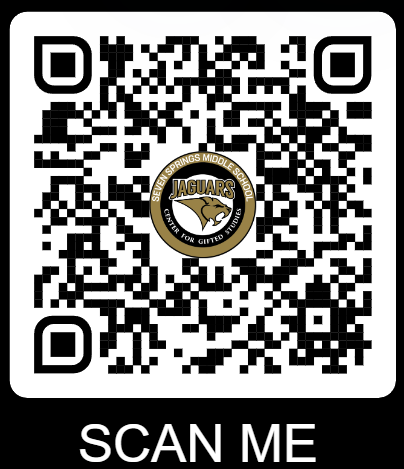 SEVEN SPRINGS MIDDLE SCHOOL
JAGUARS
CENTER FOR GIFTED STUDIES
SCAN ME